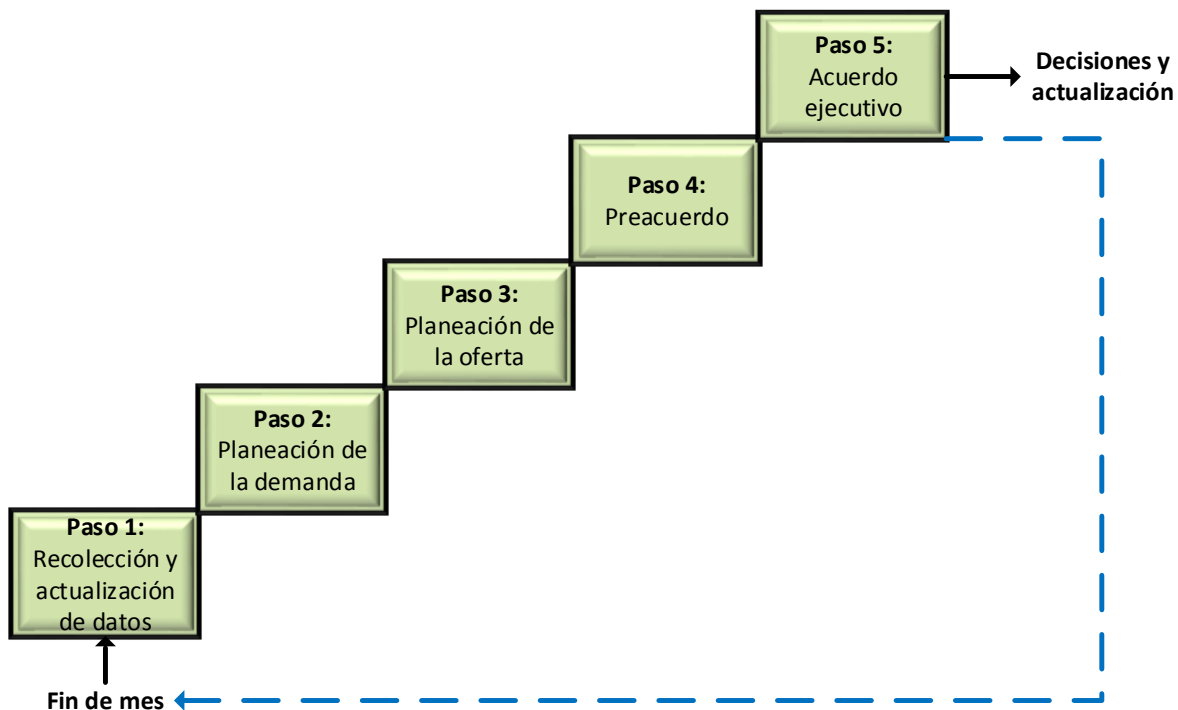 Paso 5:
Acuerdo
ejecutivo
Decisiones y
actualización
Paso 4:
Preacuerdo
Paso 3:
Planeación de
la oferta
Paso 2:
Planeación de
la demanda
Paso 1:
Recolección y
actualización
de datos
Fin de mes